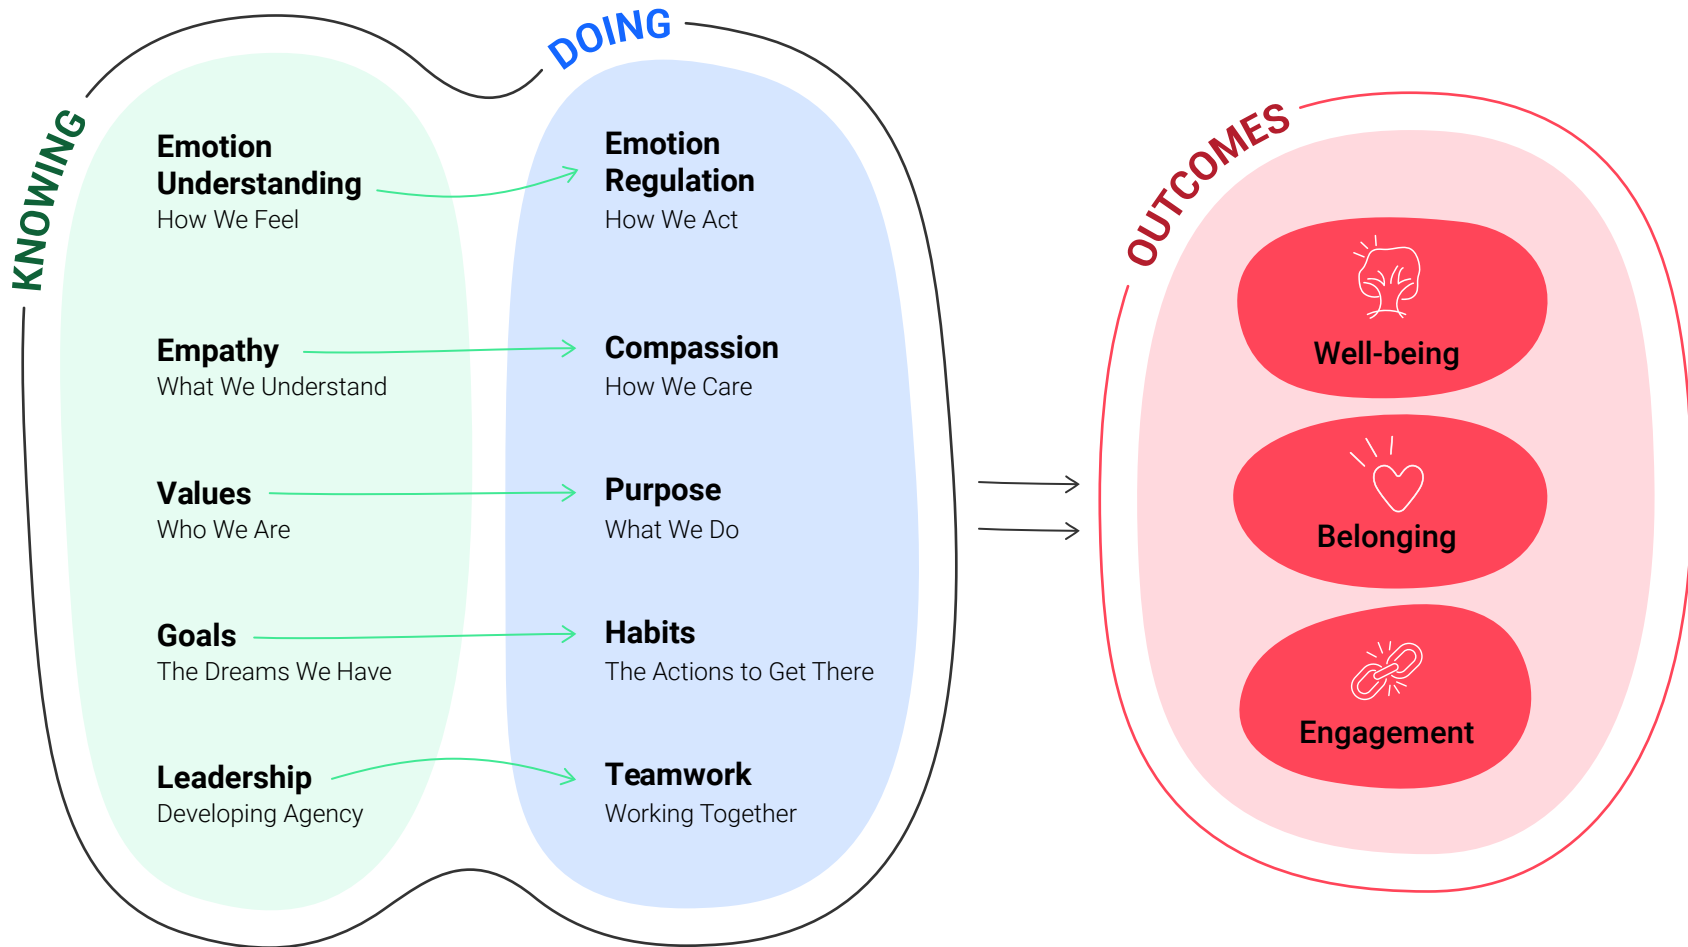 KNOWING
Emotion
Understanding
How We Feel
Empathy
What We Understand
Values
Who We Are
Goals
The Dreams We Have
Leadership
Developing Agency
DOING
Emotion
Regulation
How We Act
Compassion
How We Care
Purpose
What We Do
Habits
The Actions to Get There
Teamwork
Working Together
OUTCOMES
Well-being
Belonging
Engagement